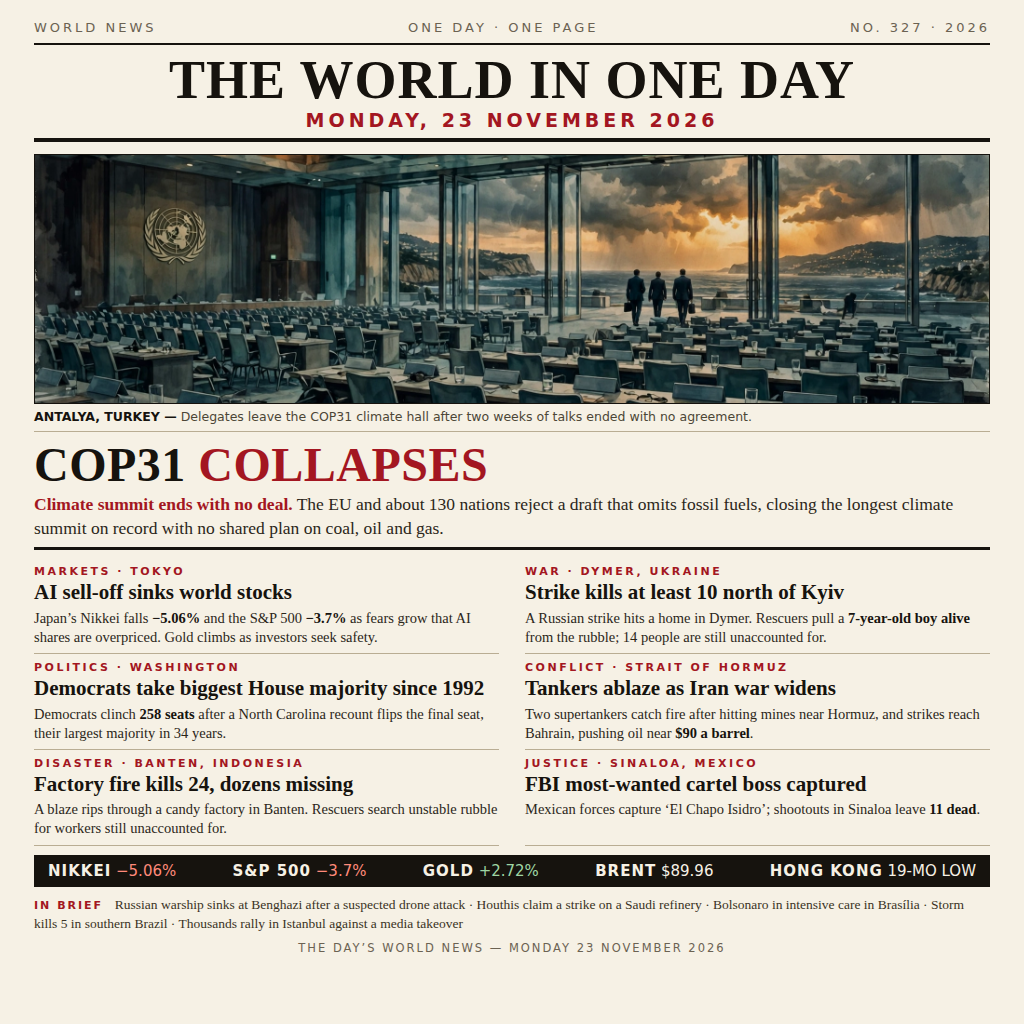 WORLD NEWS
ONE DAY · ONE PAGE
NO. 327 · 2026
THE WORLD IN ONE DAY
MONDAY, 23 NOVEMBER 2026
ANTALYA, TURKEY — Delegates leave the COP31 climate hall after two weeks of talks ended with no agreement.
COP31 COLLAPSES
Climate summit ends with no deal. The EU and about 130 nations reject a draft that omits fossil fuels, closing the longest climate
summit on record with no shared plan on coal, oil and gas.
MARKETS · TOKYO
AI sell-off sinks world stocks
Japan’s Nikkei falls −5.06% and the S&P 500 −3.7% as fears grow that AI
shares are overpriced. Gold climbs as investors seek safety.
WAR · DYMER, UKRAINE
Strike kills at least 10 north of Kyiv
A Russian strike hits a home in Dymer. Rescuers pull a 7-year-old boy alive
from the rubble; 14 people are still unaccounted for.
POLITICS · WASHINGTON
Democrats take biggest House majority since 1992
Democrats clinch 258 seats after a North Carolina recount flips the final seat,
their largest majority in 34 years.
CONFLICT · STRAIT OF HORMUZ
Tankers ablaze as Iran war widens
Two supertankers catch fire after hitting mines near Hormuz, and strikes reach
Bahrain, pushing oil near $90 a barrel.
DISASTER · BANTEN, INDONESIA
Factory fire kills 24, dozens missing
A blaze rips through a candy factory in Banten. Rescuers search unstable rubble
for workers still unaccounted for.
JUSTICE · SINALOA, MEXICO
FBI most-wanted cartel boss captured
Mexican forces capture ‘El Chapo Isidro’; shootouts in Sinaloa leave 11 dead.
NIKKEI −5.06% S&P 500 −3.7% GOLD +2.72% BRENT $89.96 HONG KONG 19-MO LOW
IN BRIEF Russian warship sinks at Benghazi after a suspected drone attack · Houthis claim a strike on a Saudi refinery · Bolsonaro in intensive care in Brasília · Storm
kills 5 in southern Brazil · Thousands rally in Istanbul against a media takeover
THE DAY’S WORLD NEWS — MONDAY 23 NOVEMBER 2026